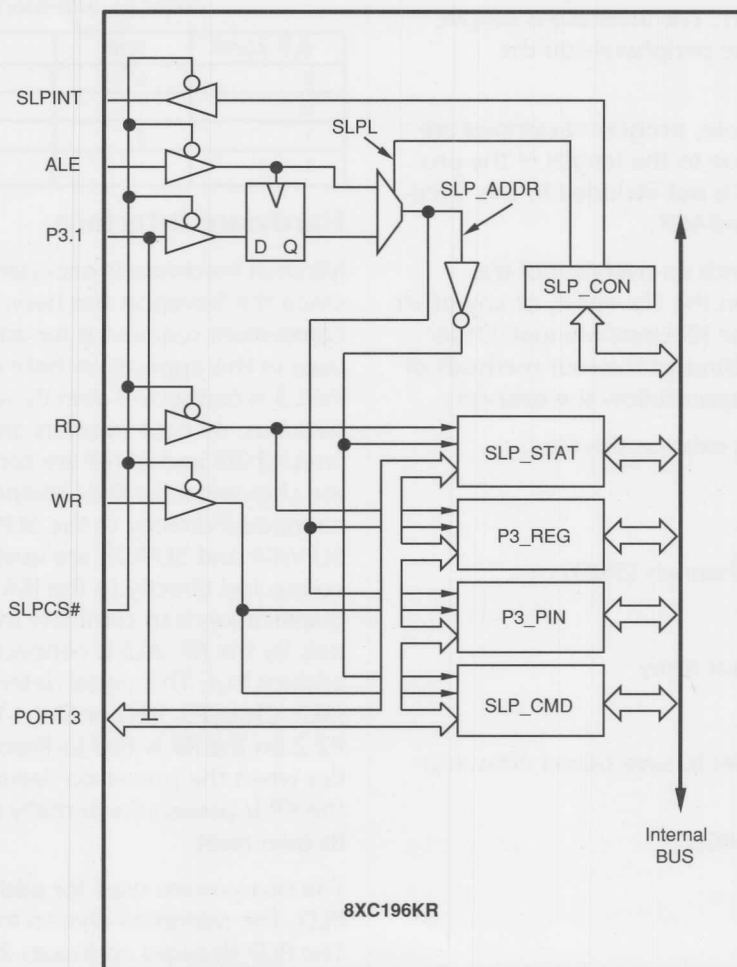 SLPINT
SLPL
ALE
SLP_ADDR
P3.1
D Q
SLP_CON
RD
SLP_STAT
WR
P3_REG
SLPCS#
P3_PIN
SLP_CMD
PORT 3
Internal
BUS
8XC196KR